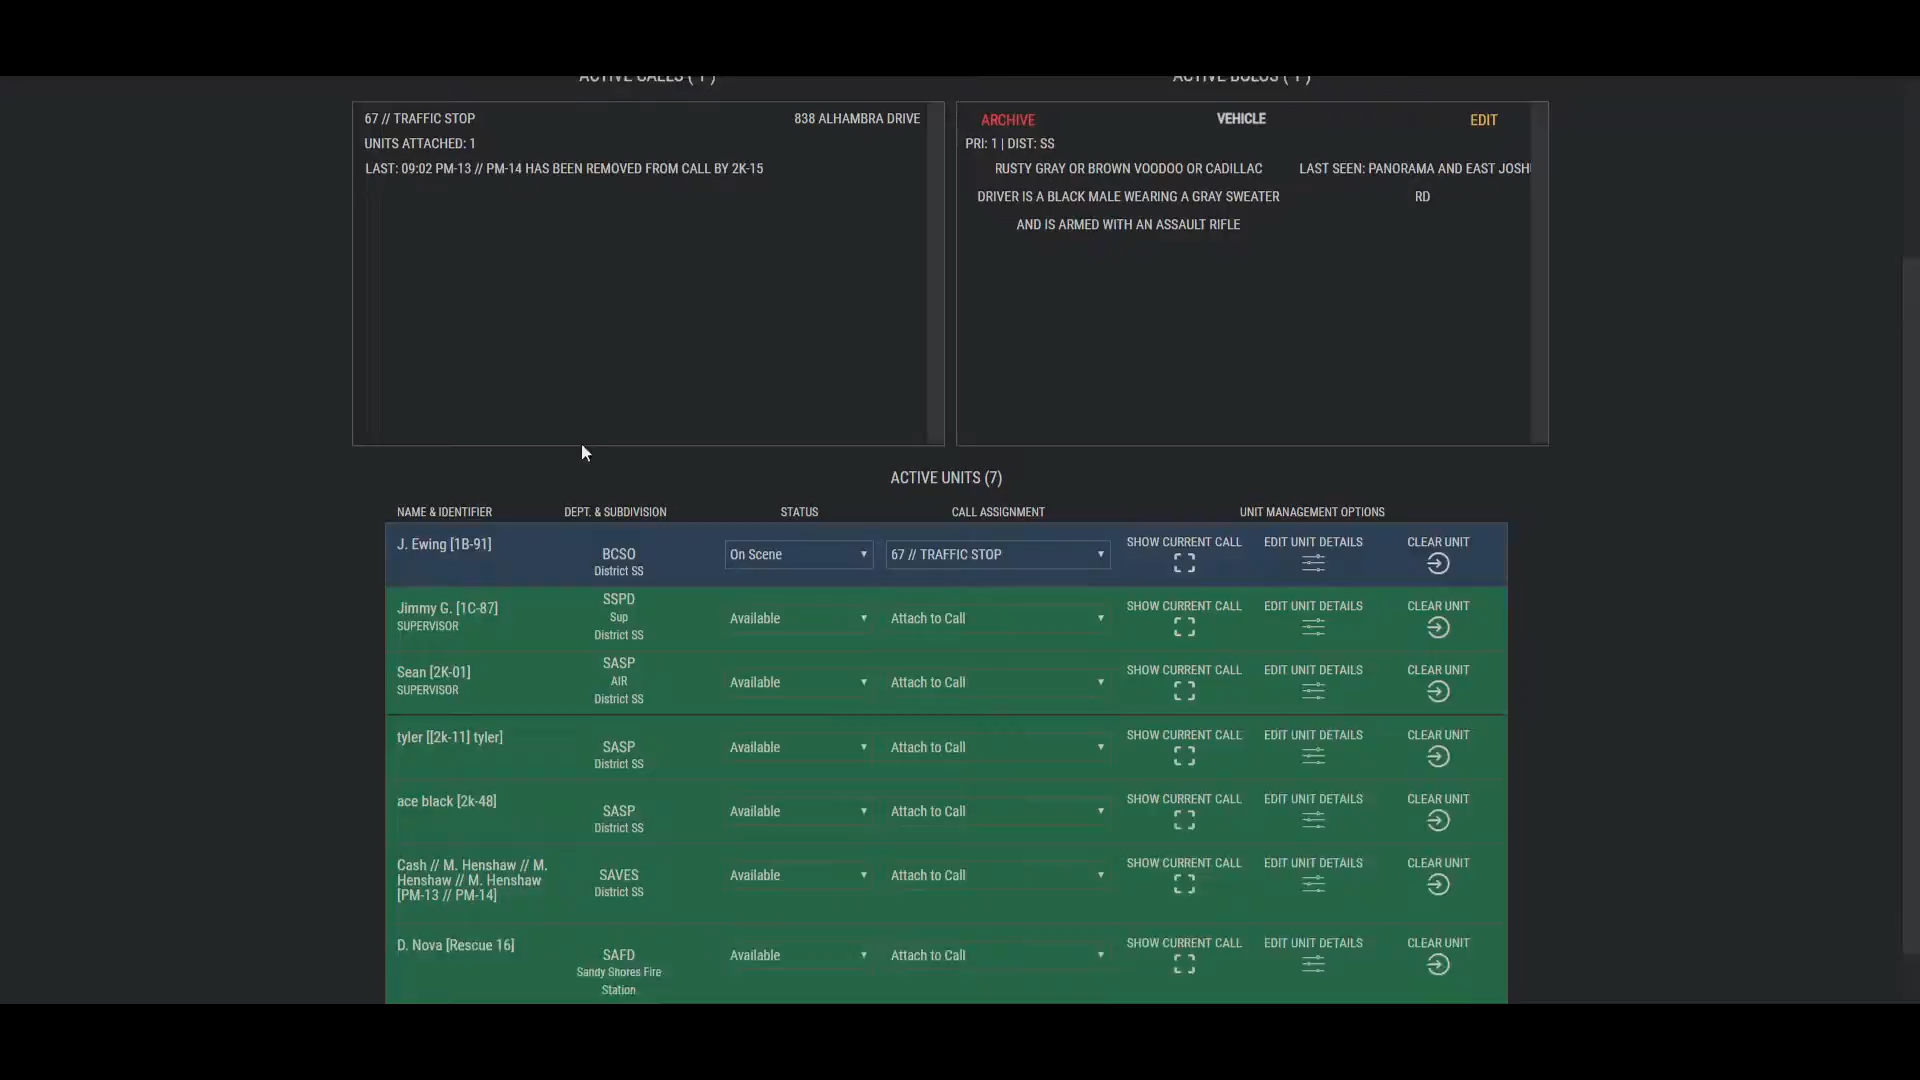 ACTIVE CALLS ( 1 )
ACTIVE BOLOS ( 1 )
67 // TRAFFIC STOP
838 ALHAMBRA DRIVE
UNITS ATTACHED: 1
LAST: 09:02 PM-13 // PM-14 HAS BEEN REMOVED FROM CALL BY 2K-15
ARCHIVE
VEHICLE
EDIT
PRI: 1 | DIST: SS
RUSTY GRAY OR BROWN VOODOO OR CADILLAC
DRIVER IS A BLACK MALE WEARING A GRAY SWEATER
AND IS ARMED WITH AN ASSAULT RIFLE
LAST SEEN: PANORAMA AND EAST
RD
ACTIVE UNITS (7)
NAME & IDENTIFIER
DEPT. & SUBDIVISION
STATUS
CALL ASSIGNMENT
UNIT MANAGEMENT OPTIONS
J. Ewing [1B-91]
BCSO
District SS
On Scene
67 // TRAFFIC STOP
SHOW CURRENT CALL
EDIT UNIT DETAILS
CLEAR UNIT
Jimmy G. [1C-87]
SUPERVISOR
SSPD
Sup
District SS
Available
Attach to Call
SHOW CURRENT CALL
EDIT UNIT DETAILS
CLEAR UNIT
Sean [2K-01]
SUPERVISOR
SASP
AIR
District SS
Available
Attach to Call
SHOW CURRENT CALL
EDIT UNIT DETAILS
CLEAR UNIT
tyler [[2k-11] tyler]
SASP
District SS
Available
Attach to Call
SHOW CURRENT CALL
EDIT UNIT DETAILS
CLEAR UNIT
ace black [2k-48]
SASP
District SS
Available
Attach to Call
SHOW CURRENT CALL
EDIT UNIT DETAILS
CLEAR UNIT
Cash // M. Henshaw // M.
Henshaw // M. Henshaw
[PM-13 // PM-14]
SAVES
District SS
Available
Attach to Call
SHOW CURRENT CALL
EDIT UNIT DETAILS
CLEAR UNIT
D. Nova [Rescue 16]
SAFD
Sandy Shores Fire
Station
Available
Attach to Call
SHOW CURRENT CALL
EDIT UNIT DETAILS
CLEAR UNIT